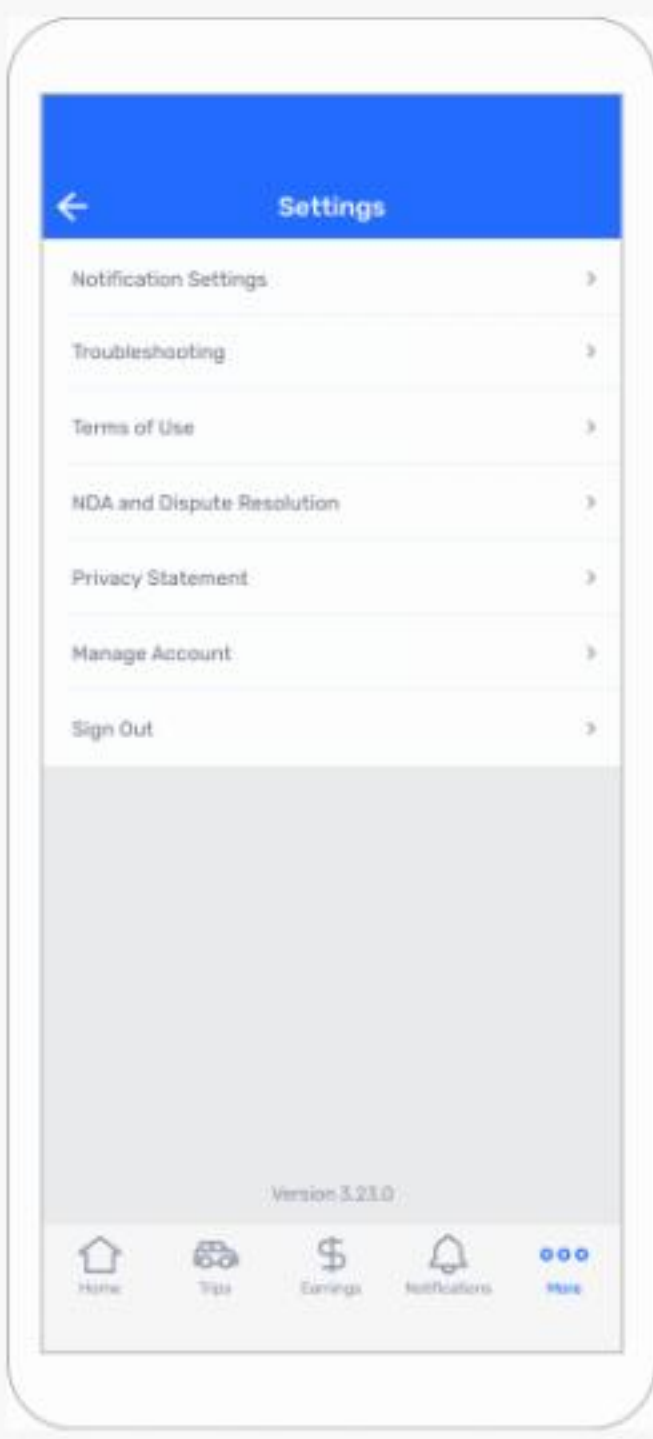 Settings
Notification Settings
Troubleshooting
Terms of Use
NDA and Dispute Resolution
Privacy Statement
Manage Account
Sign Out
Version 3.23.0
Home Trips Earnings Notifications More